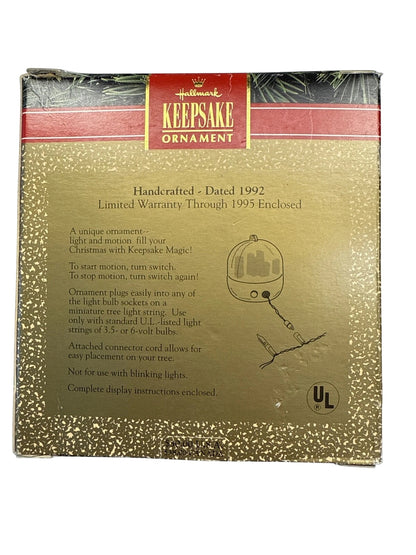 Hallmark
KEEPSAKE
ORNAMENT
Handcrafted - Dated 1992
Limited Warranty Through 1995 Enclosed
A unique ornament--
light and motion fill your
Christmas with Keepsake Magic!
To start motion, turn switch.
To stop motion, turn switch again!
Ornament plugs easily into any of
the light bulb sockets on a
miniature tree light string. Use
only with standard U.L.-listed light
strings of 3.5- or 6-volt bulbs.
Attached connector cord allows for
easy placement on your tree.
Not for use with blinking lights.
Complete display instructions enclosed.
UL
®